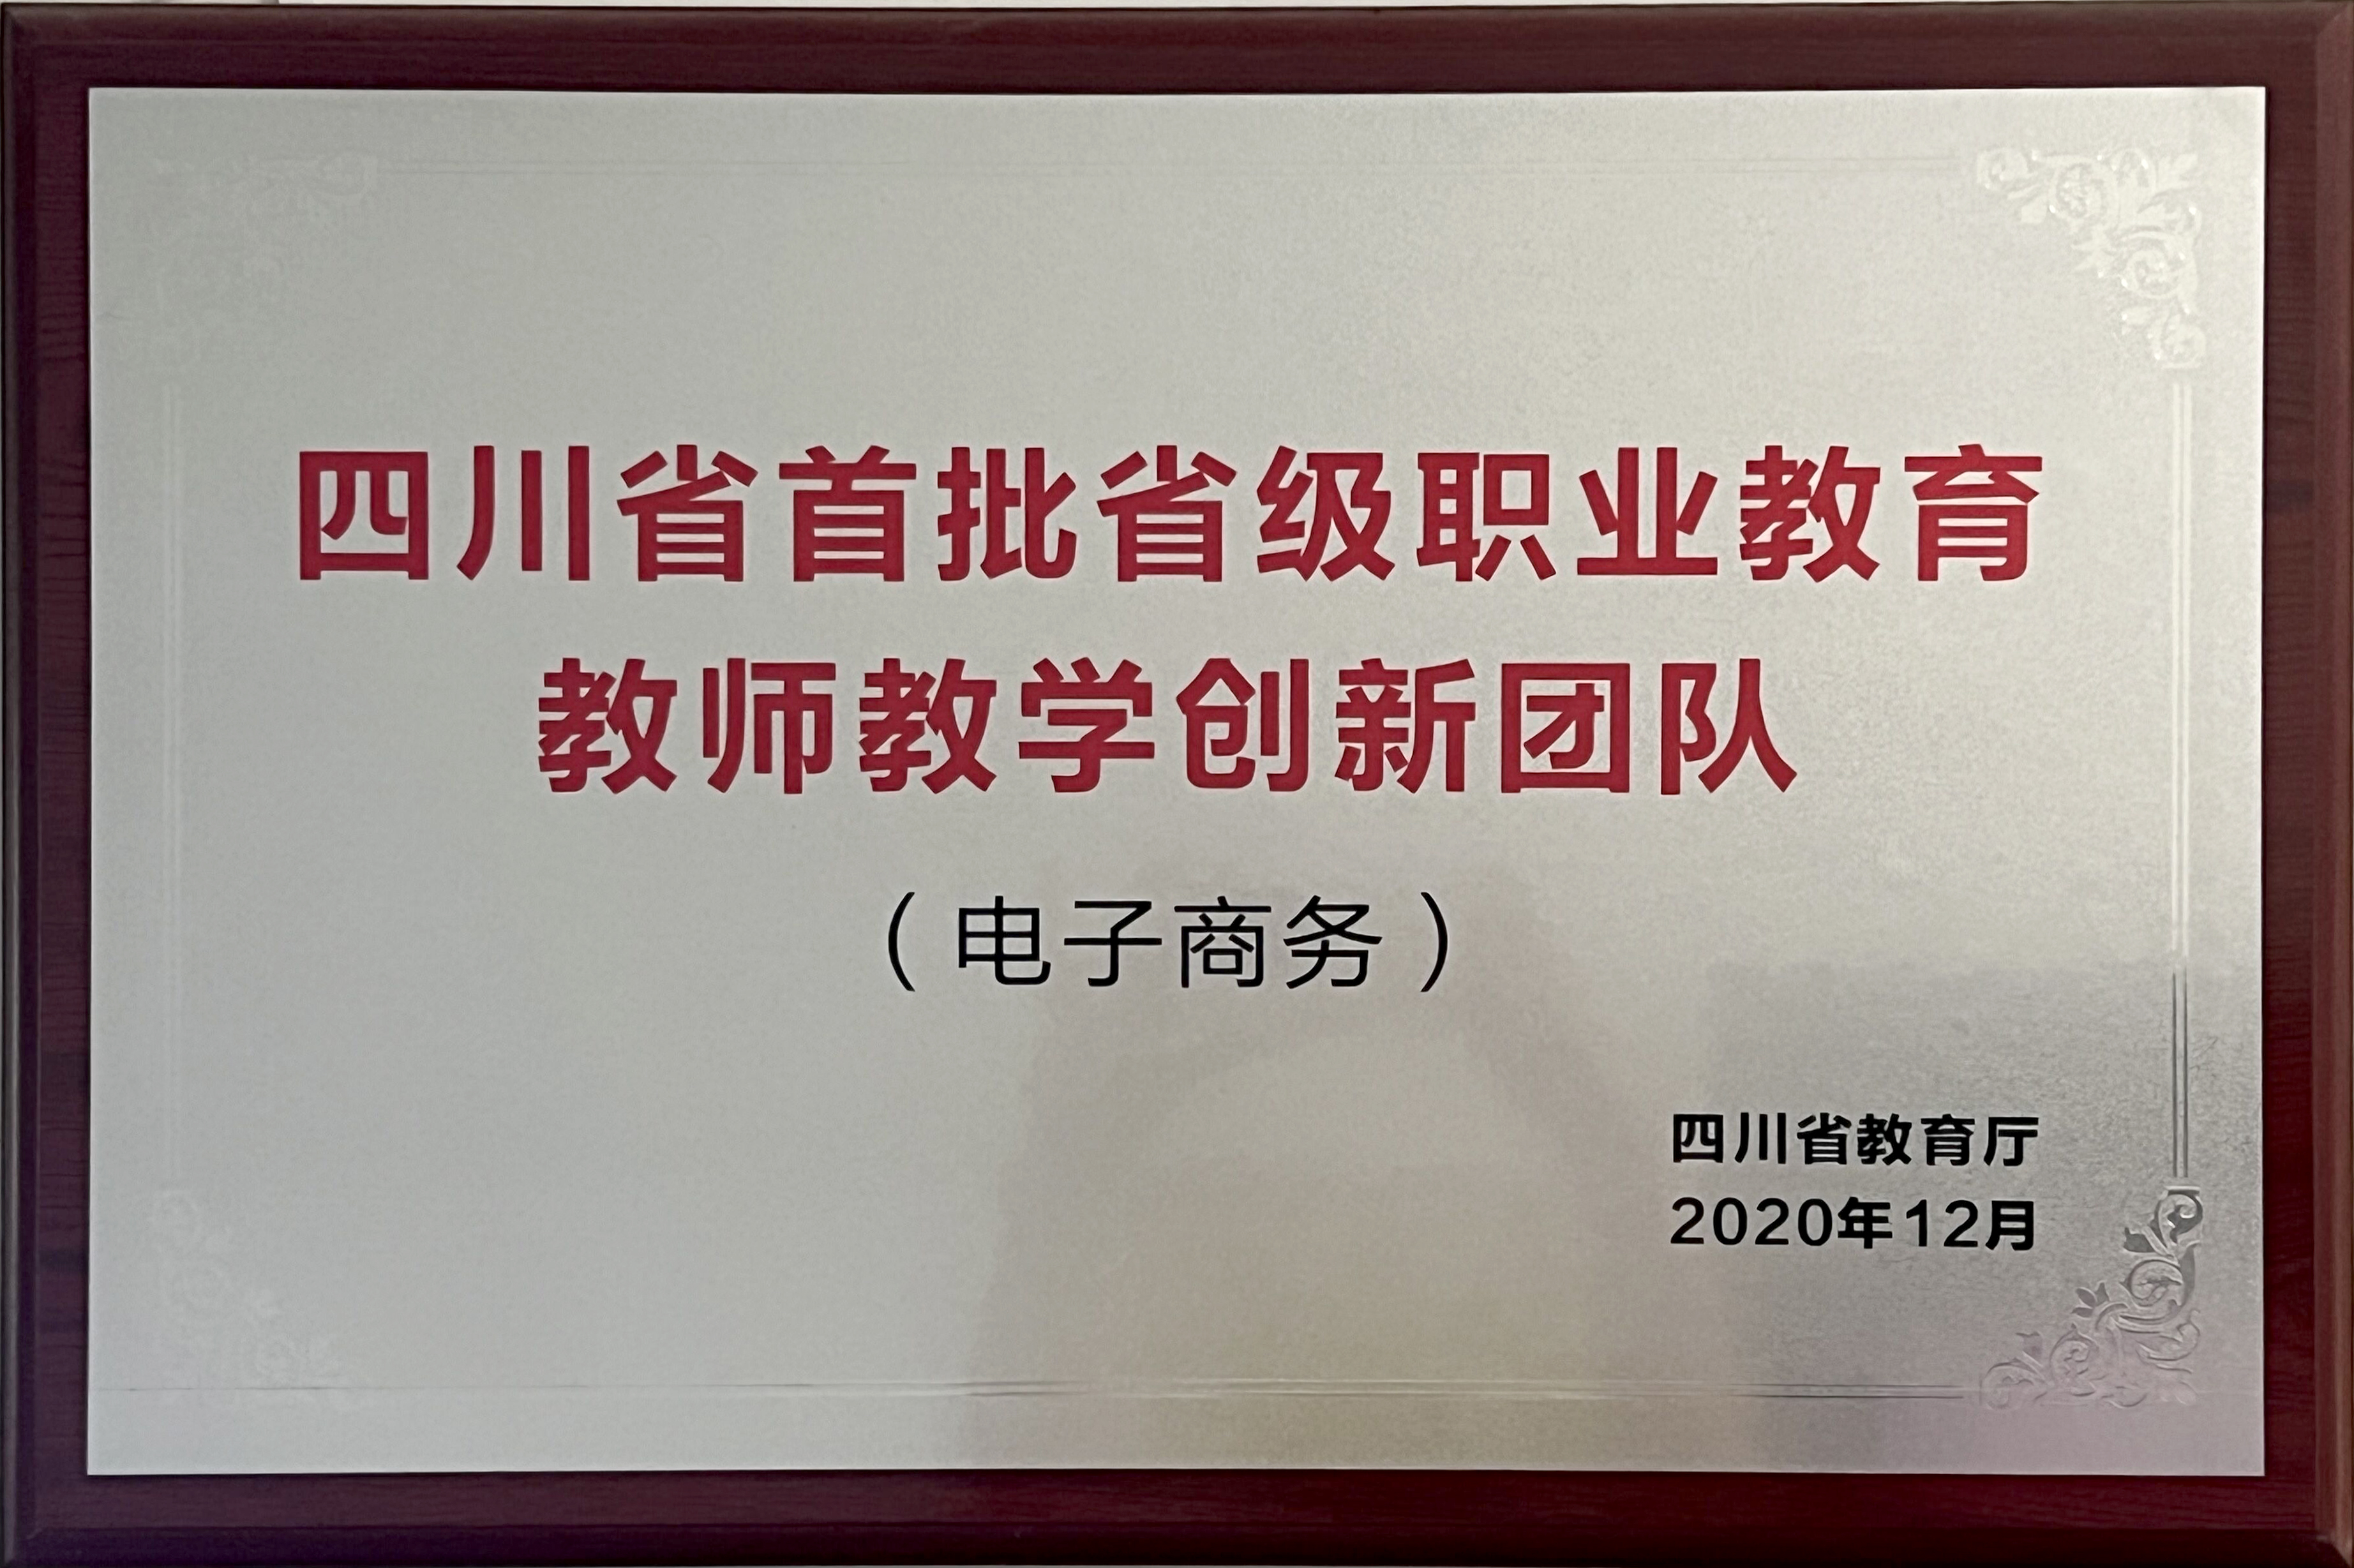 四川省首批省级职业教育
教师教学创新团队
（电子商务）
四川省教育厅
2020年12月